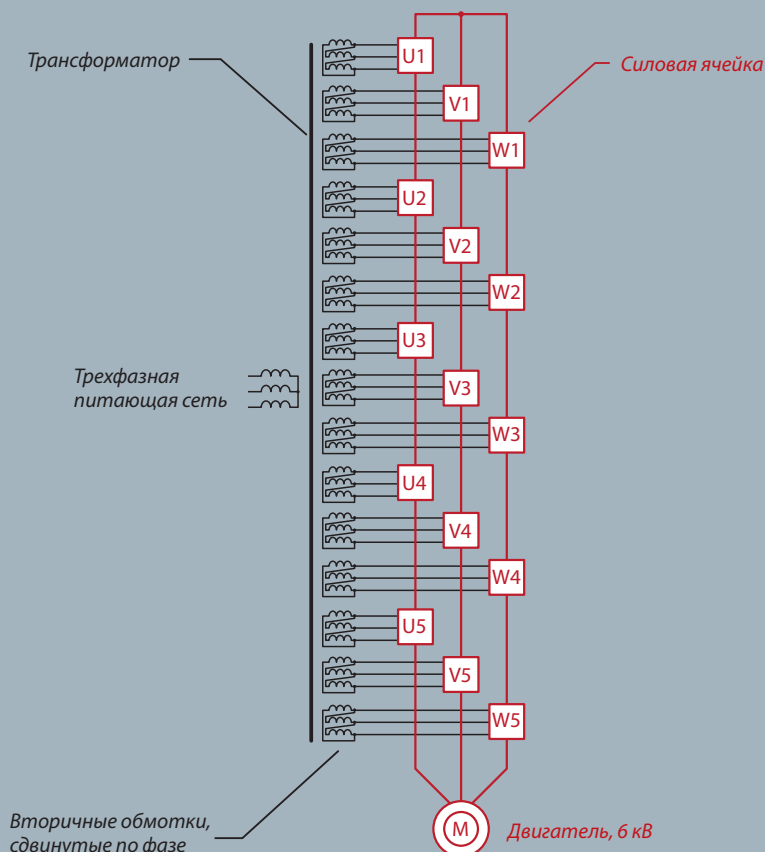 U1
Трансформатор
Силовая ячейка
V1
W1
U2
V2
W2
U3
Трехфазная
питающая сеть
V3
W3
U4
V4
W4
U5
V5
W5
Вторичные обмотки,
сдвинутые по фазе
M
Двигатель, 6 кВ